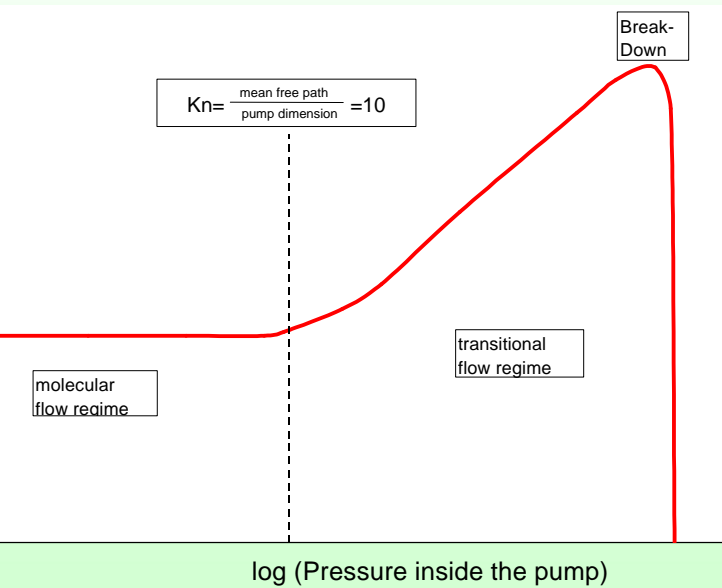 Break-
Down
mean free path
Kn= pump dimension =10
transitional
flow regime
molecular
flow regime
log (Pressure inside the pump)